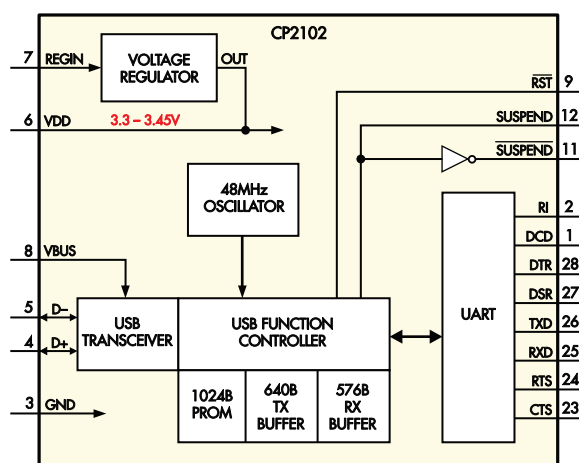 CP2102
7 REGIN
VOLTAGE
REGULATOR
OUT
6 VDD
3.3 – 3.45V
RST 9
SUSPEND 12
SUSPEND 11
48MHz
OSCILLATOR
8 VBUS
5 D–
4 D+
3 GND
USB
TRANSCEIVER
USB FUNCTION
CONTROLLER
1024B
PROM
640B
TX
BUFFER
576B
RX
BUFFER
UART
RI 2
DCD 1
DTR 28
DSR 27
TXD 26
RXD 25
RTS 24
CTS 23